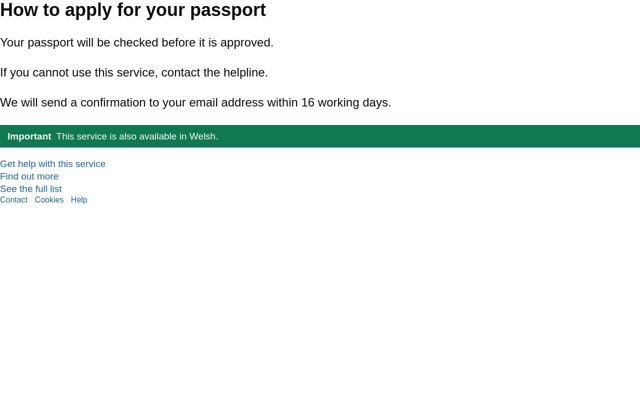 How to apply for your passport
Your passport will be checked before it is approved.
If you cannot use this service, contact the helpline.
We will send a confirmation to your email address within 16 working days.
Important This service is also available in Welsh.
Get help with this service
Find out more
See the full list
Contact Cookies Help